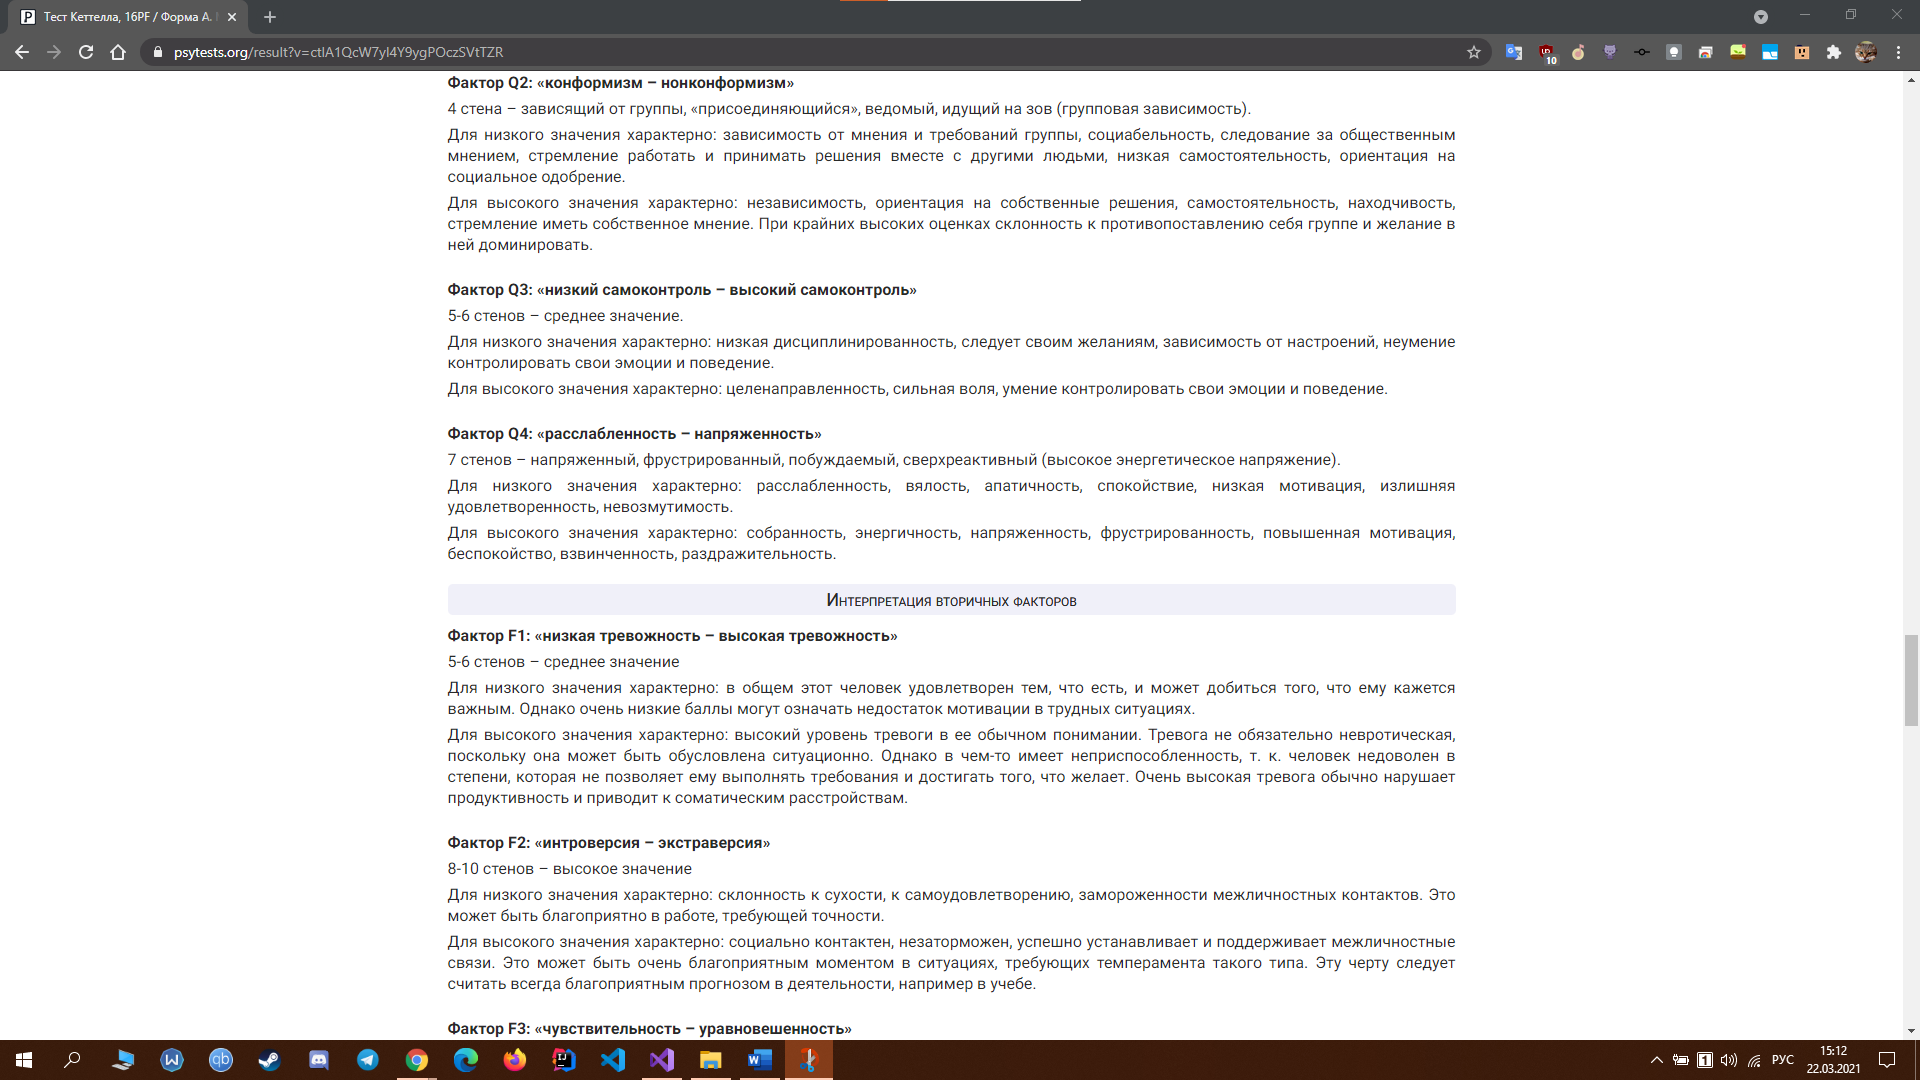 Тест Кеттелла, 16PF / Форма А.
psytests.org/result?v=ctlA1QcW7yI4Y9ygPOczSVtTZR
10
Фактор Q2: «конформизм – нонконформизм»
4 стена – зависящий от группы, «присоединяющийся», ведомый, идущий на зов (групповая зависимость).
Для низкого значения характерно: зависимость от мнения и требований группы, социабельность, следование за общественным
мнением, стремление работать и принимать решения вместе с другими людьми, низкая самостоятельность, ориентация на
социальное одобрение.
Для высокого значения характерно: независимость, ориентация на собственные решения, самостоятельность, находчивость,
стремление иметь собственное мнение. При крайних высоких оценках склонность к противопоставлению себя группе и желание в
ней доминировать.
Фактор Q3: «низкий самоконтроль – высокий самоконтроль»
5-6 стенов – среднее значение.
Для низкого значения характерно: низкая дисциплинированность, следует своим желаниям, зависимость от настроений, неумение
контролировать свои эмоции и поведение.
Для высокого значения характерно: целенаправленность, сильная воля, умение контролировать свои эмоции и поведение.
Фактор Q4: «расслабленность – напряженность»
7 стенов – напряженный, фрустрированный, побуждаемый, сверхреактивный (высокое энергетическое напряжение).
Для низкого значения характерно: расслабленность, вялость, апатичность, спокойствие, низкая мотивация, излишняя
удовлетворенность, невозмутимость.
Для высокого значения характерно: собранность, энергичность, напряженность, фрустрированность, повышенная мотивация,
беспокойство, взвинченность, раздражительность.
Интерпретация вторичных факторов
Фактор F1: «низкая тревожность – высокая тревожность»
5-6 стенов – среднее значение
Для низкого значения характерно: в общем этот человек удовлетворен тем, что есть, и может добиться того, что ему кажется
важным. Однако очень низкие баллы могут означать недостаток мотивации в трудных ситуациях.
Для высокого значения характерно: высокий уровень тревоги в ее обычном понимании. Тревога не обязательно невротическая,
поскольку она может быть обусловлена ситуационно. Однако в чем-то имеет неприспособленность, т. к. человек недоволен в
степени, которая не позволяет ему выполнять требования и достигать того, что желает. Очень высокая тревога обычно нарушает
продуктивность и приводит к соматическим расстройствам.
Фактор F2: «интроверсия – экстраверсия»
8-10 стенов – высокое значение
Для низкого значения характерно: склонность к сухости, к самоудовлетворению, замороженности межличностных контактов. Это
может быть благоприятно в работе, требующей точности.
Для высокого значения характерно: социально контактен, незаторможен, успешно устанавливает и поддерживает межличностные
связи. Это может быть очень благоприятным моментом в ситуациях, требующих темперамента такого типа. Эту черту следует
считать всегда благоприятным прогнозом в деятельности, например в учебе.
Фактор F3: «чувствительность – уравновешенность»
РУС
15:12
22.03.2021